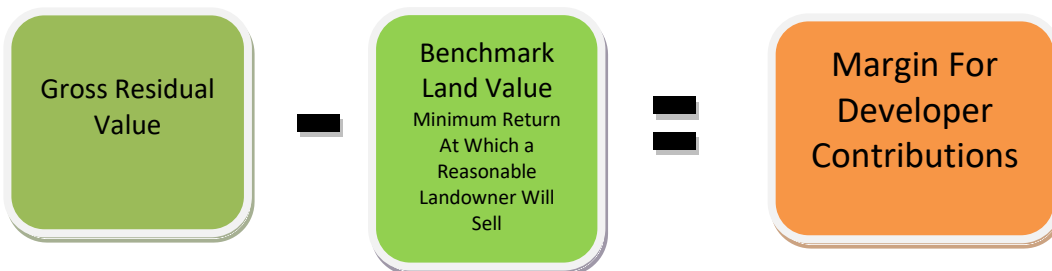 Gross Residual
Value
Benchmark
Land Value
Minimum Return
At Which a
Reasonable
Landowner Will
Sell
Margin For
Developer
Contributions